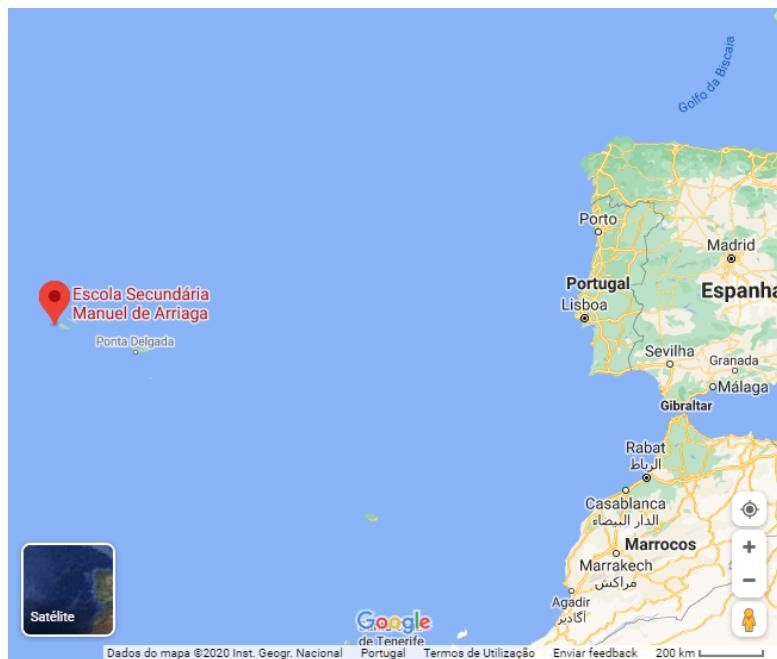 Golfo da Biscaia
Porto
Madrid
Portugal
Espanha
Escola Secundária
Manuel de Arriaga
Lisboa
Ponta Delgada
Sevilha
Granada
Málaga
Gibraltar
Rabat
الرباط
Casablanca
الدار البيضاء
Marrocos
Marrakech
مراكش
Agadir
أگادير
Satélite
Google
de Tenerife
Dados do mapa ©2020 Inst. Geogr. Nacional Portugal Termos de Utilização Enviar feedback 200 km